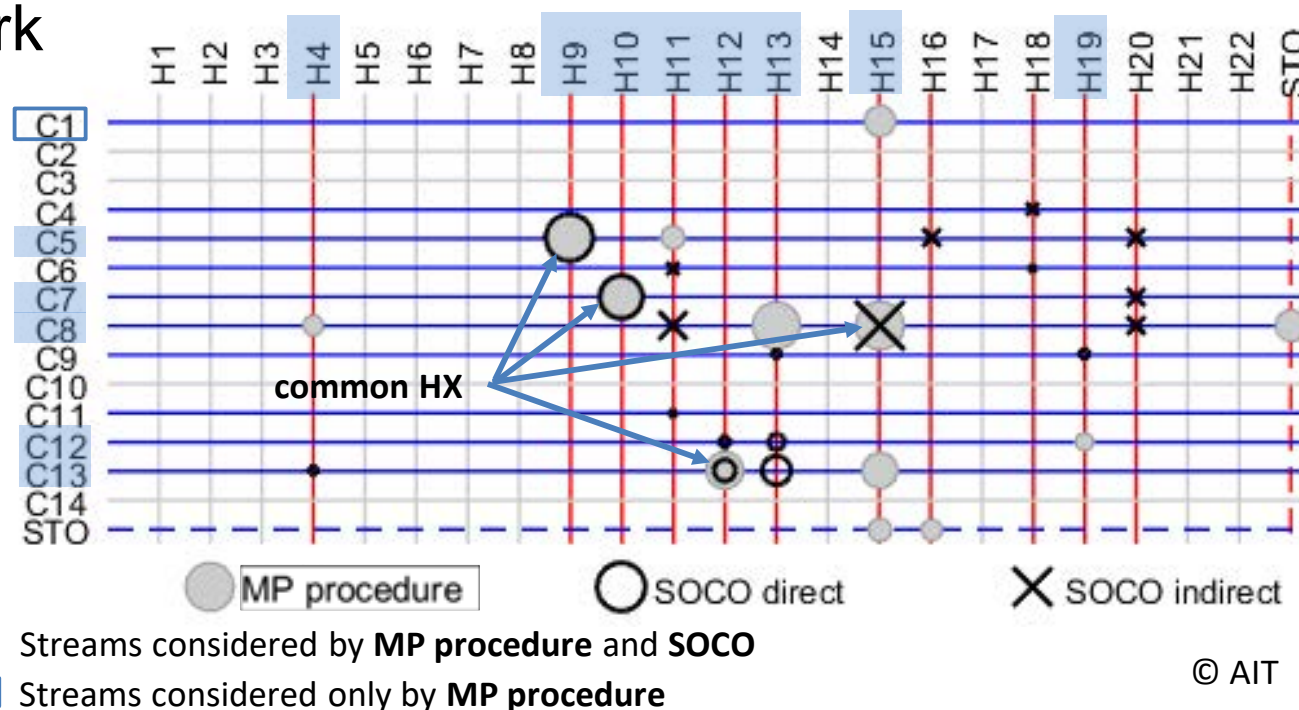 rk
H1 H2 H3 H4 H5 H6 H7 H8 H9 H10 H11 H12 H13 H14 H15 H16 H17 H18 H19 H20 H21 H22 STO
C1
C2
C3
C4
C5
C6
C7
C8
C9
C10
common HX
C11
C12
C13
C14
STO
MP procedure SOCO direct SOCO indirect
Streams considered by MP procedure and SOCO
© AIT
Streams considered only by MP procedure